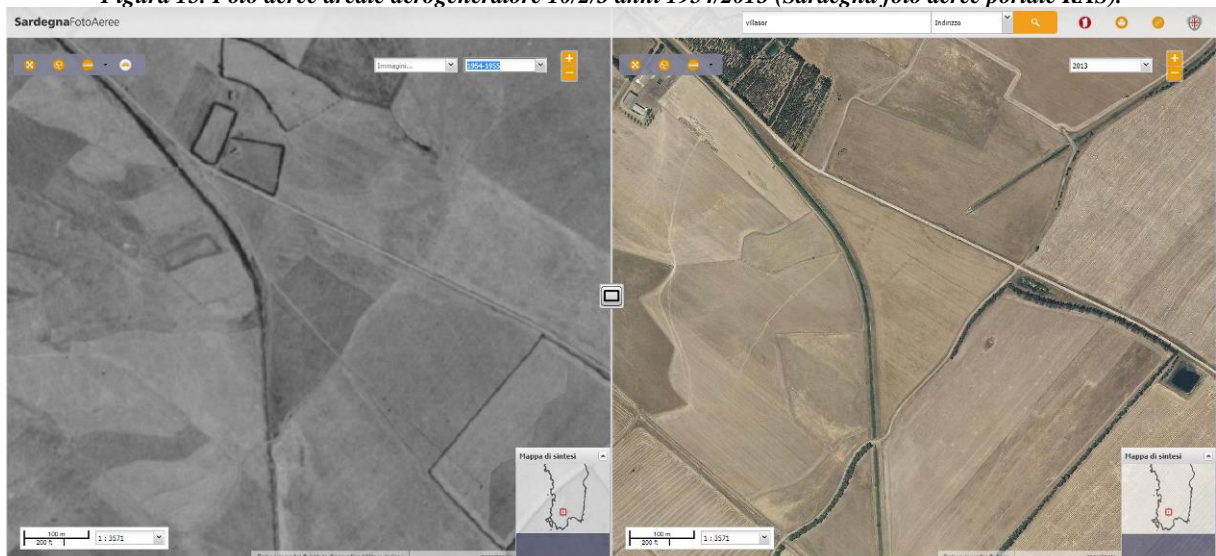 Figura 15. Foto aeree areale aerogeneratore 10/2/3 anni 1954/2013 (Sardegna foto aeree portale RAS).
SardegnaFotoAeree
villasor
Indirizzo
Immagini...
1954-1955
2013
Mappa di sintesi
Mappa di sintesi
100 m
200 ft
1 : 3571
100 m
200 ft
1 : 3571